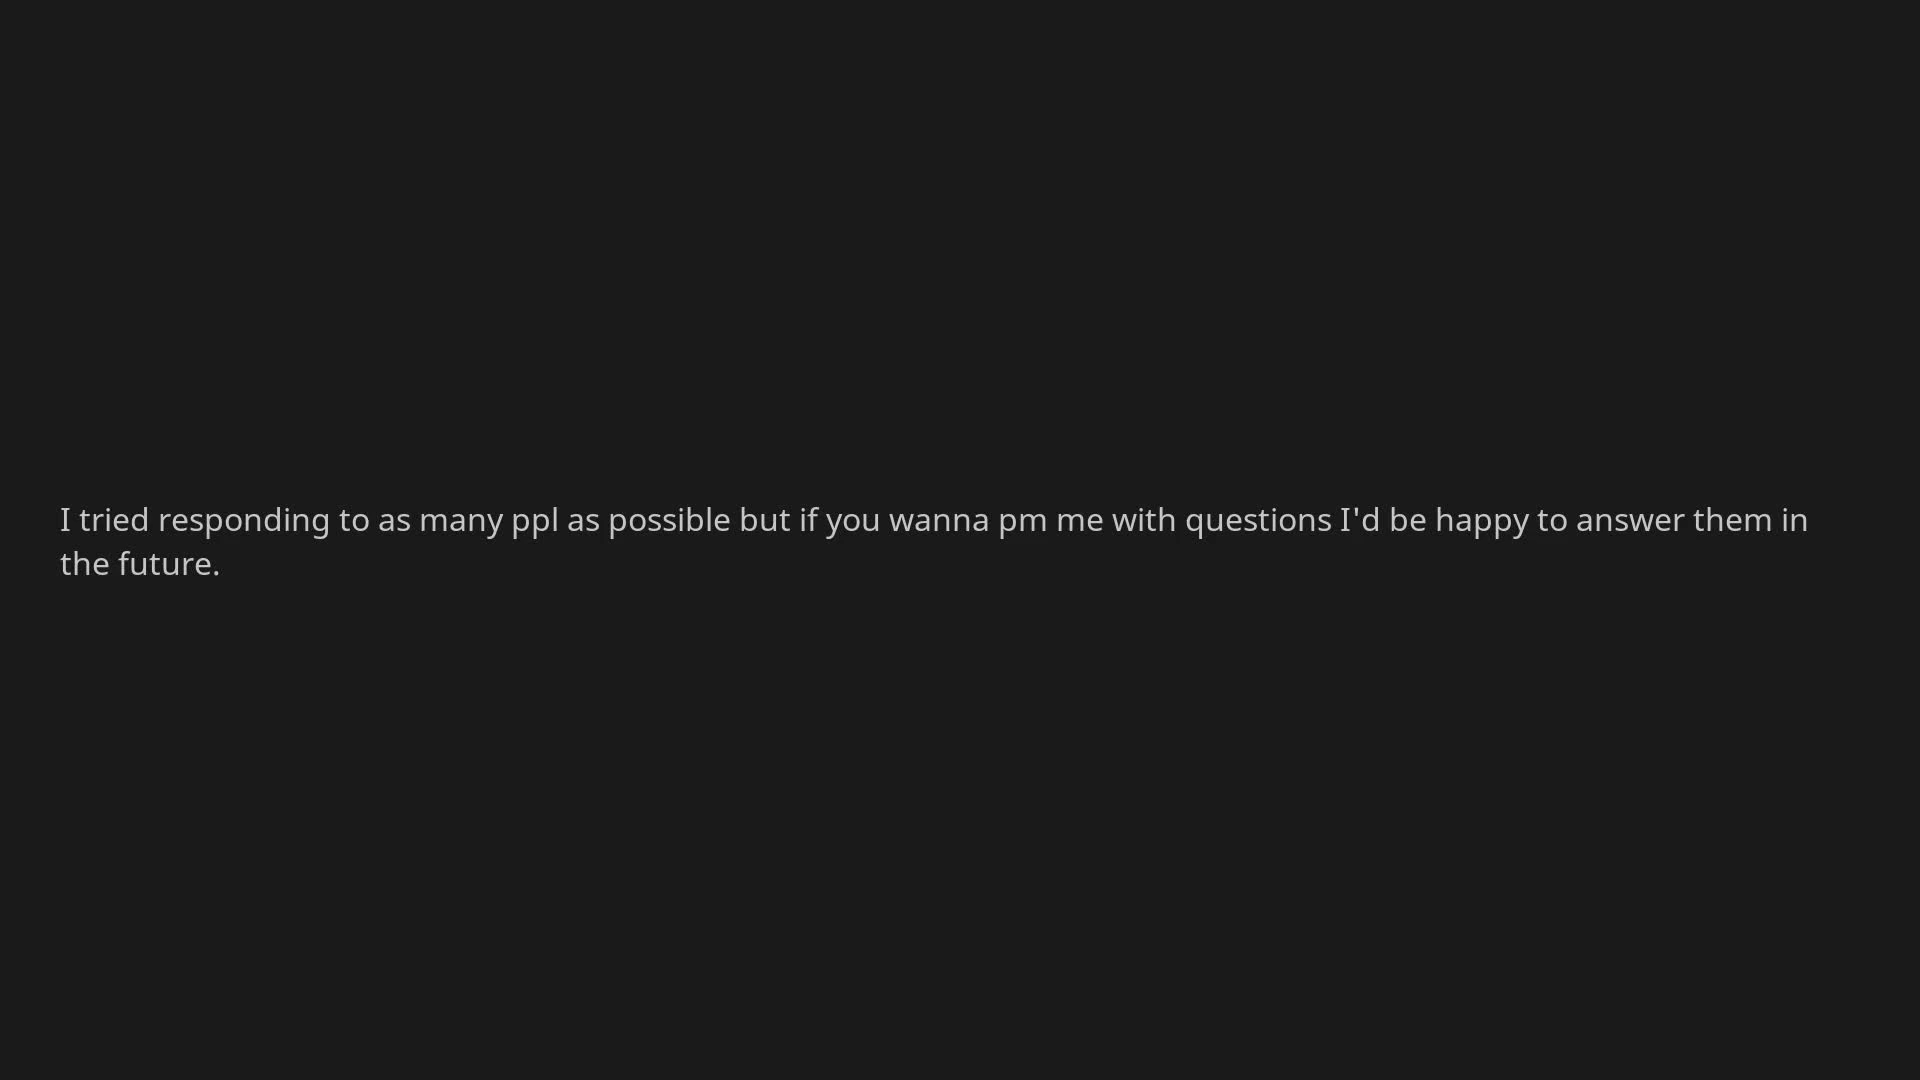 I tried responding to as many ppl as possible but if you wanna pm me with questions I'd be happy to answer them in
the future.